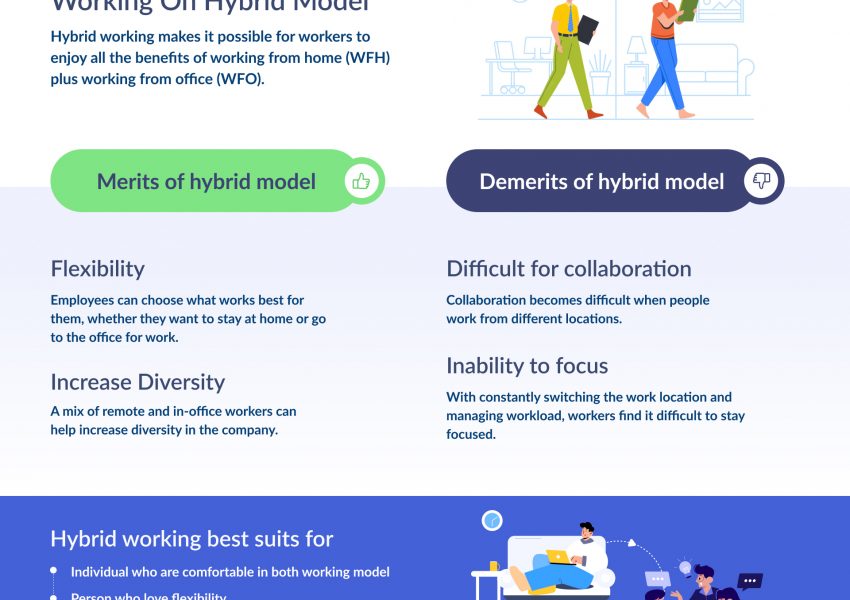 Working On Hybrid Model
Hybrid working makes it possible for workers to
enjoy all the benefits of working from home (WFH)
plus working from office (WFO).
Merits of hybrid model
Demerits of hybrid model
Flexibility
Employees can choose what works best for
them, whether they want to stay at home or go
to the office for work.
Increase Diversity
A mix of remote and in-office workers can
help increase diversity in the company.
Difficult for collaboration
Collaboration becomes difficult when people
work from different locations.
Inability to focus
With constantly switching the work location and
managing workload, workers find it difficult to stay
focused.
Hybrid working best suits for
Individual who are comfortable in both working model
Person who love flexibility